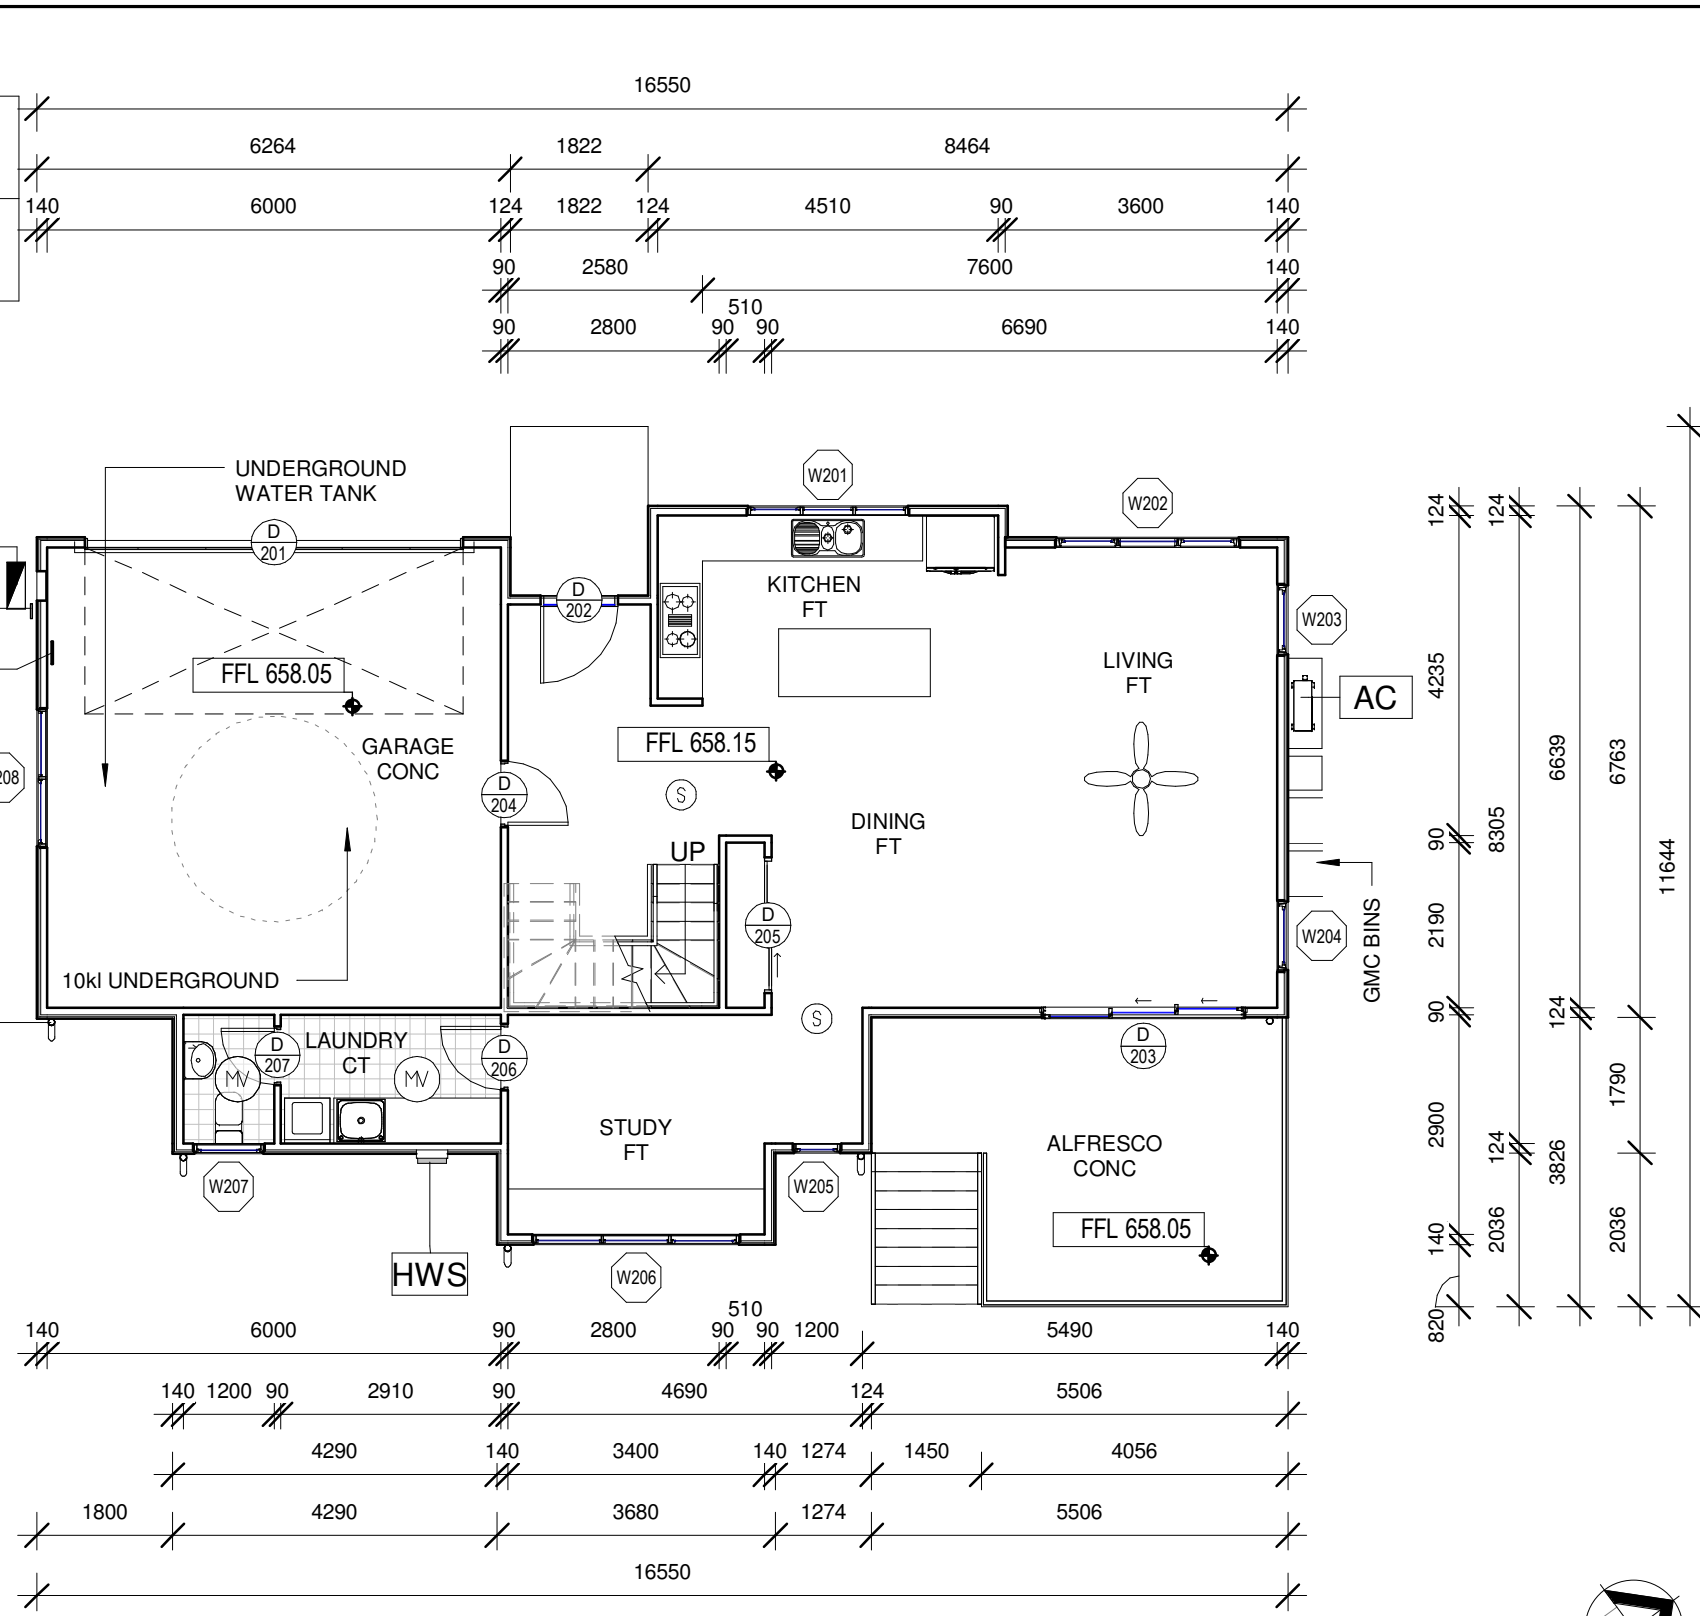 16550
6264 1822 8464
140 6000 124 1822 124 4510 90 3600 140
90 2580 7600 140
510
90 2800 90 90 6690 140
UNDERGROUND
WATER TANK
W201
W202
124 124
D
201
KITCHEN
FT
D
202
W203
LIVING
FT
FFL 658.05
4235
AC
FFL 658.15
GARAGE
CONC
6639 6763
208
D
204
S
DINING
FT
UP
90 8305
11644
D
205
2190
W204
GMC BINS
10kl UNDERGROUND
S
90 124
D
203
LAUNDRY
CT
D
207
D
206
MV MV
1790
STUDY
FT
ALFRESCO
CONC
2900 124 3826
W207
W205
FFL 658.05
140 2036 2036
HWS
W206
820
510
140 6000 90 2800 90 90 1200 5490 140
140 1200 90 2910 90 4690 124 5506
4290 140 3400 140 1274 1450 4056
1800 4290 3680 1274 5506
16550